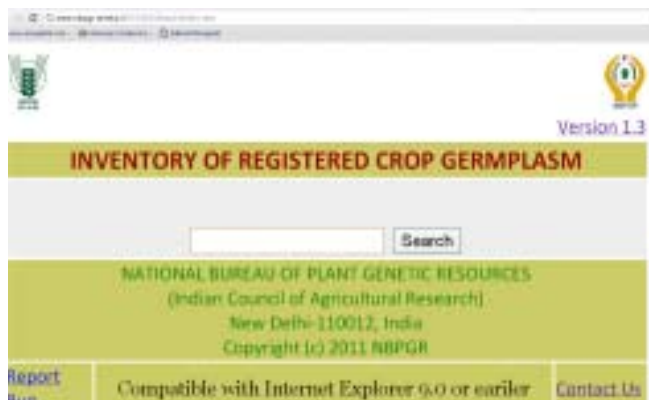 Version 1.3
INVENTORY OF REGISTERED CROP GERMPLASM
Search
NATIONAL BUREAU OF PLANT GENETIC RESOURCES
(Indian Council of Agricultural Research)
New Delhi-110012, India
Copyright (c) 2011 NBPGR
Report
Compatible with Internet Explorer 9.0 or eariler
Contact Us